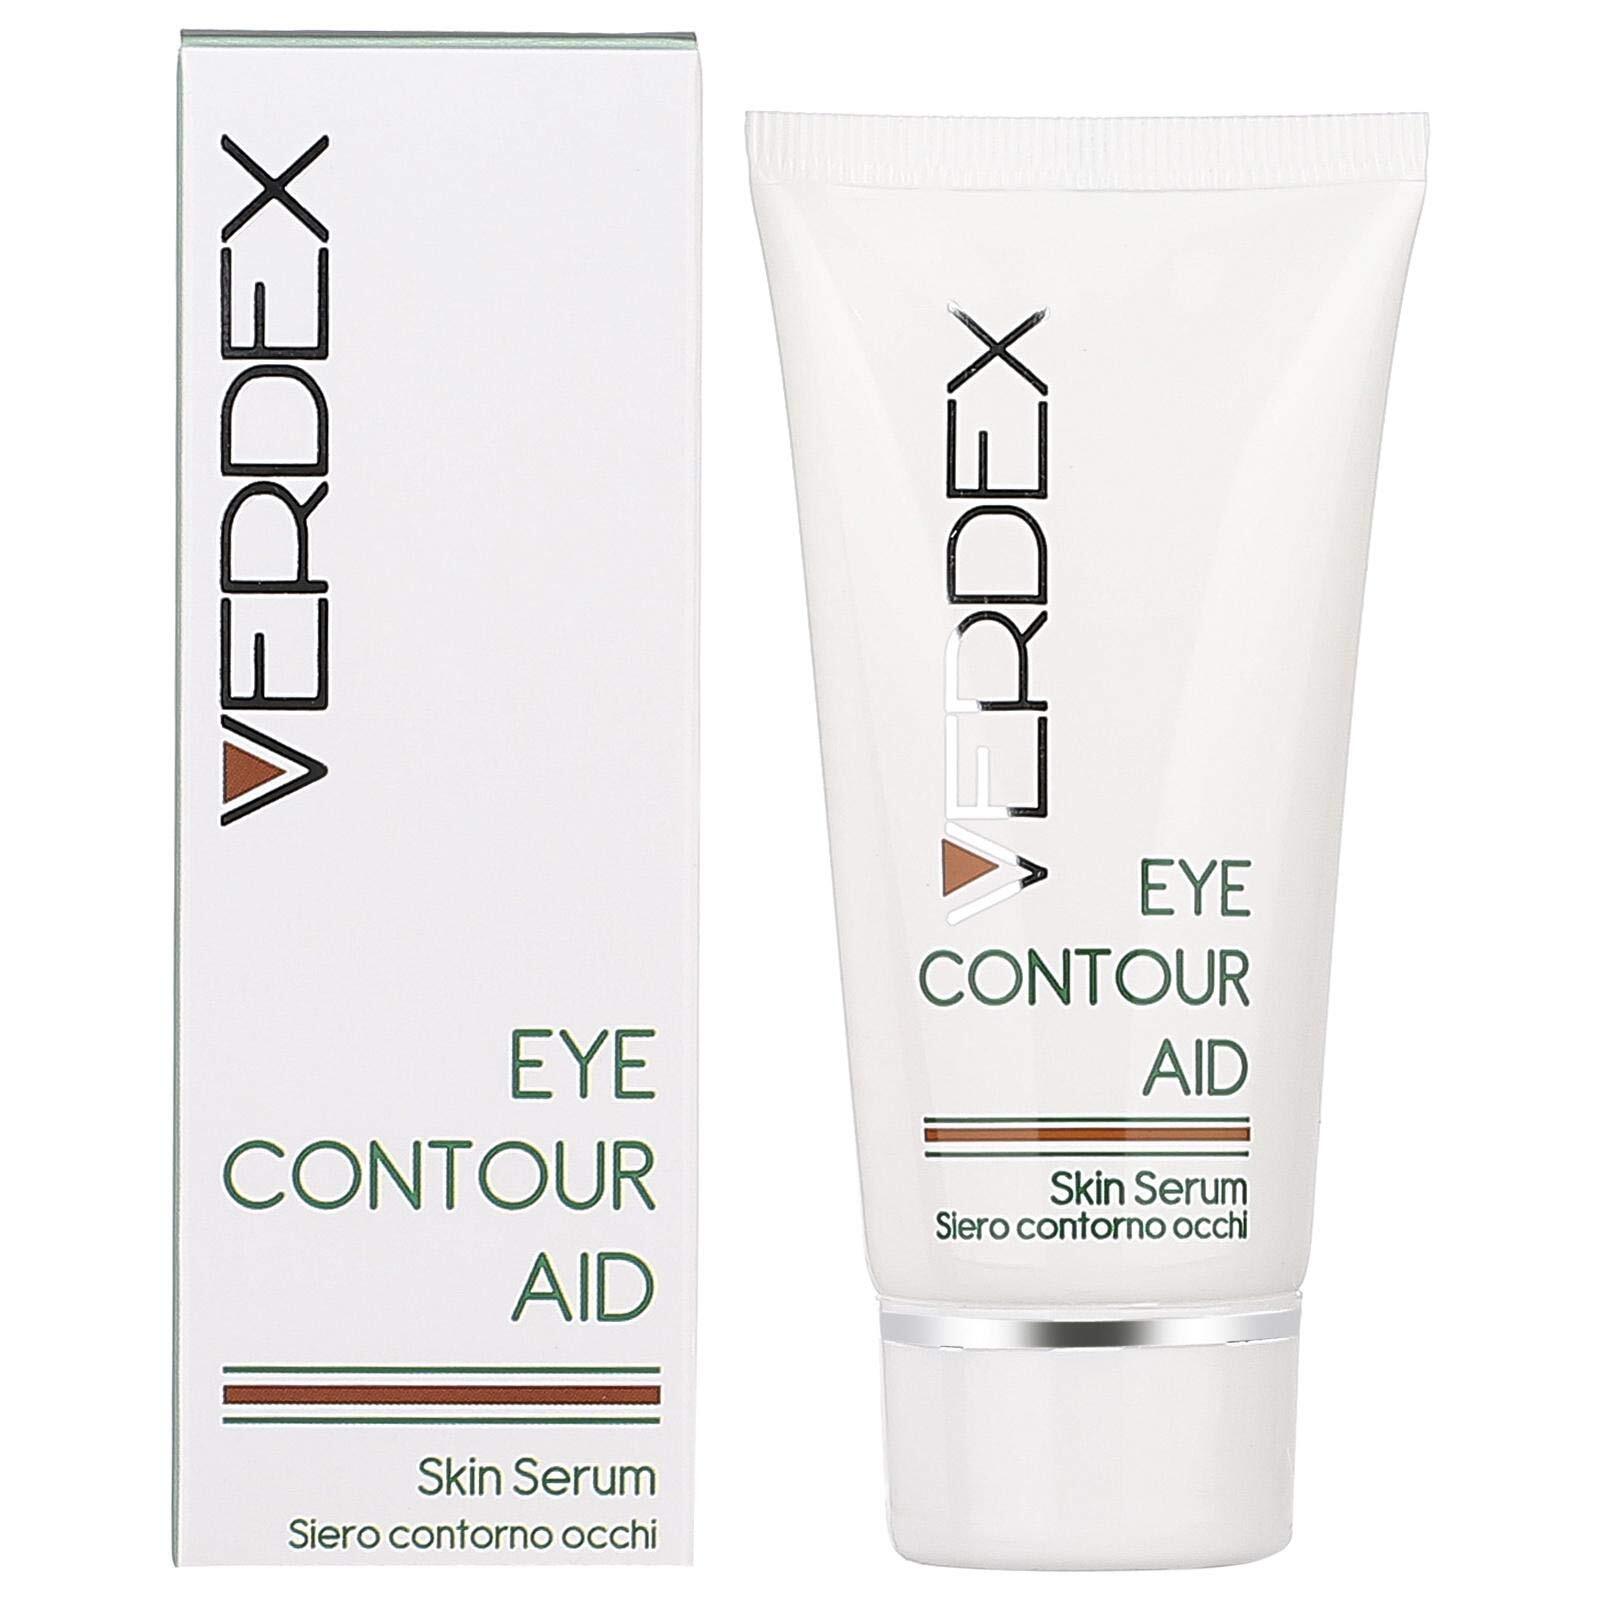 VERDEX
EYE
CONTOUR
AID
Skin Serum
Siero contorno occhi
VERDEX
EYE
CONTOUR
AID
Skin Serum
Siero contorno occhi